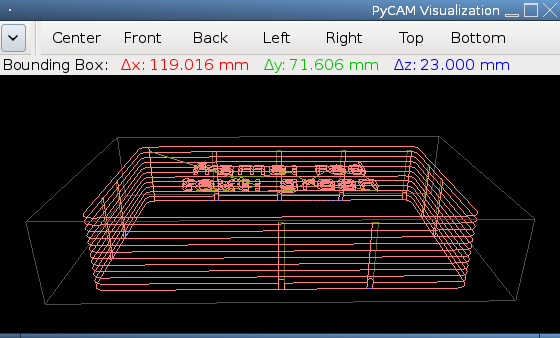 PyCAM Visualization
Center Front Back Left Right Top Bottom
Bounding Box: Δx: 119.016 mm Δy: 71.606 mm Δz: 23.000 mm